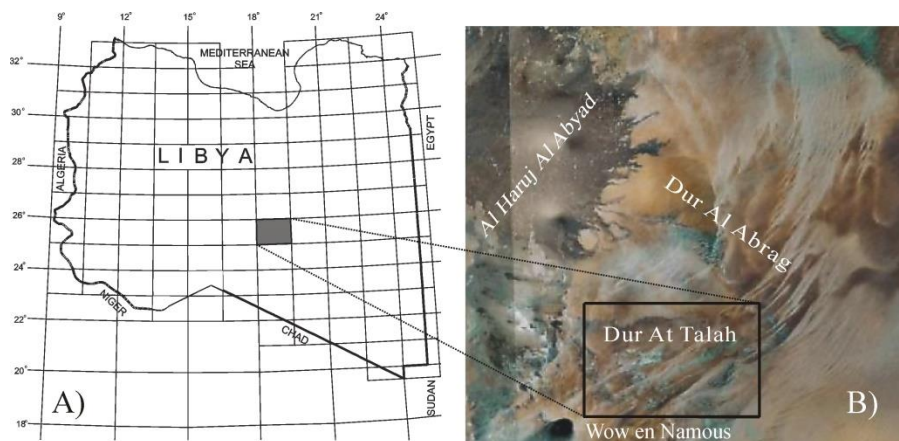 9° 12° 15° 18° 21° 24°
MEDITERRANEAN
SEA
32°
30°
28°
26°
24°
22°
20°
18°
ALGERIA
LIBYA
EGYPT
NIGER
CHAD
SUDAN
A)
Al Haruj Al Abyad
Dur Al Abrag
Dur At Talah
Wow en Namous
B)